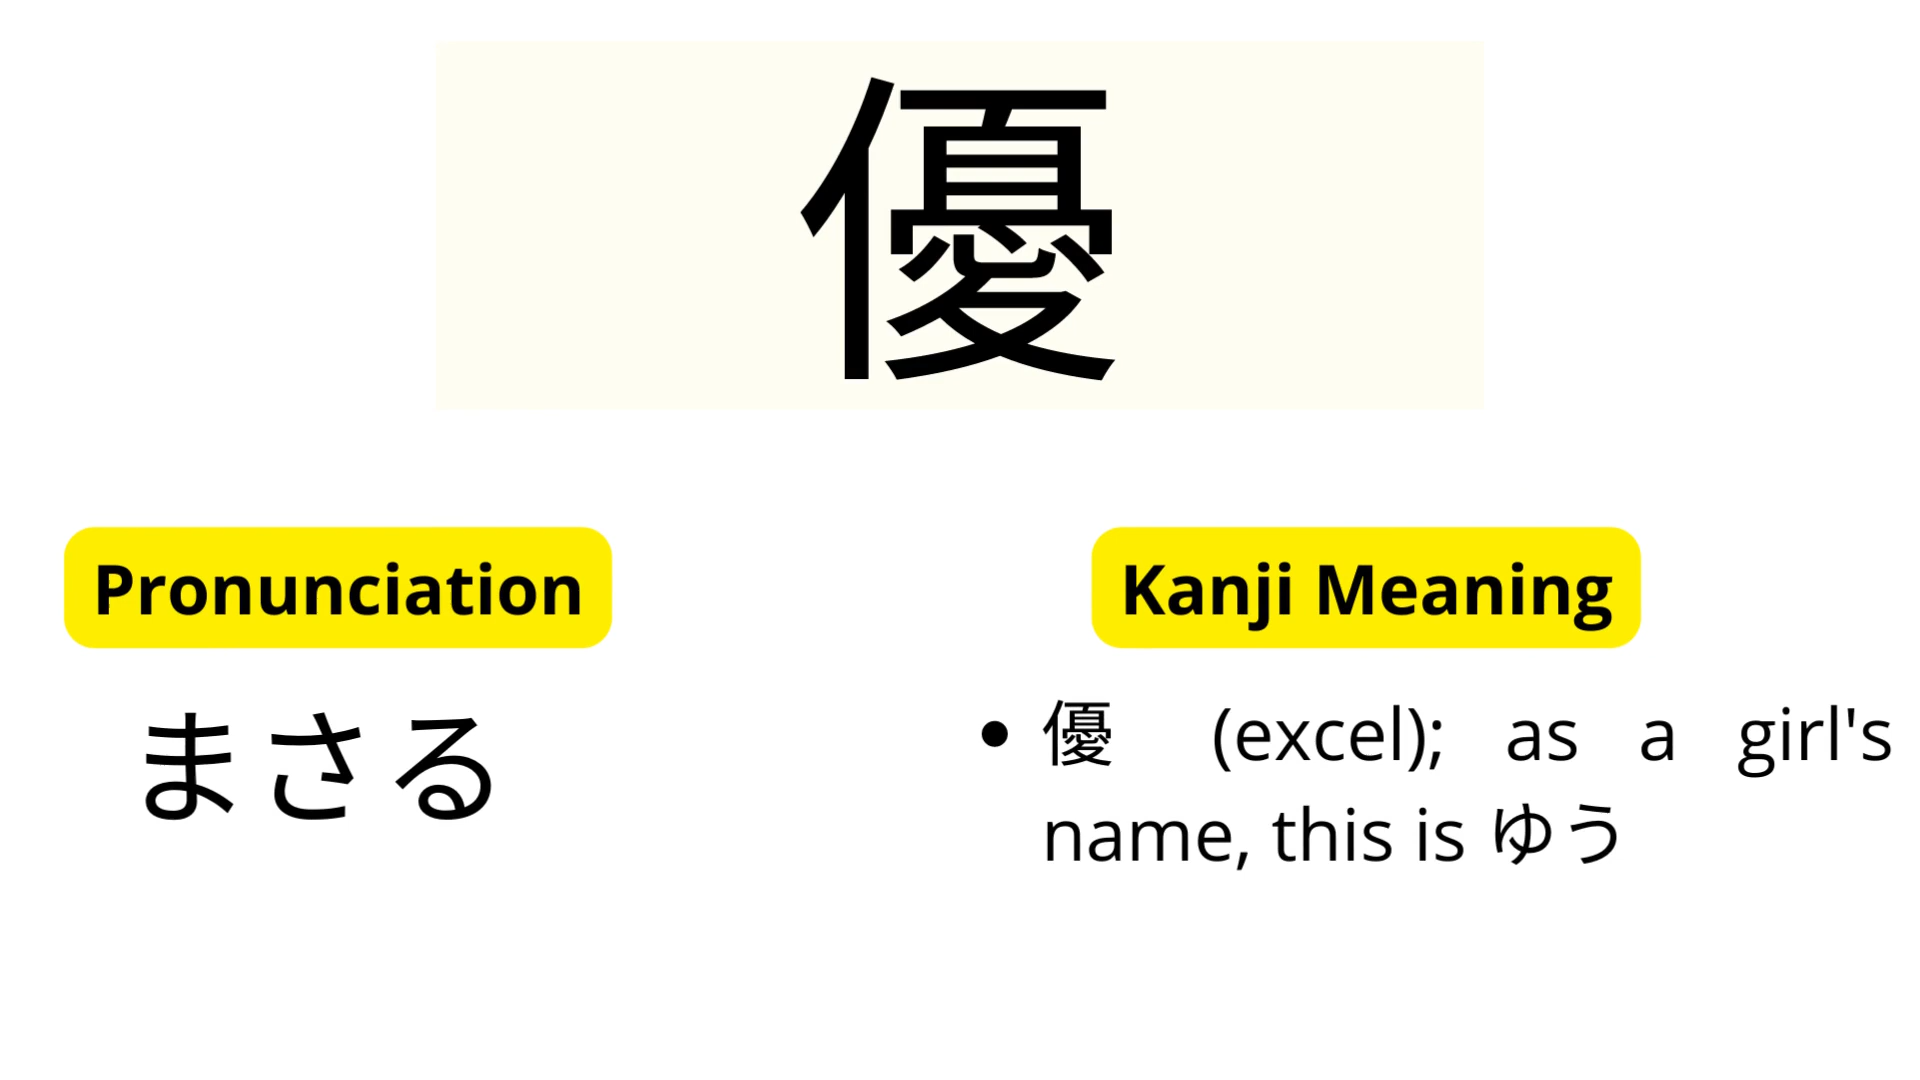 優
Pronunciation
まさる
Kanji Meaning
• 優 (excel); as a girl's
name, this is ゆう